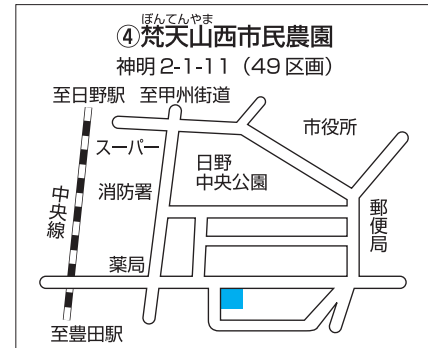 ぼんてんやま
④梵天山西市民農園
神明 2-1-11（49 区画）
至日野駅 至甲州街道
市役所
スーパー
日野
中央公園
消防署
中央線
郵便局
薬局
至豊田駅